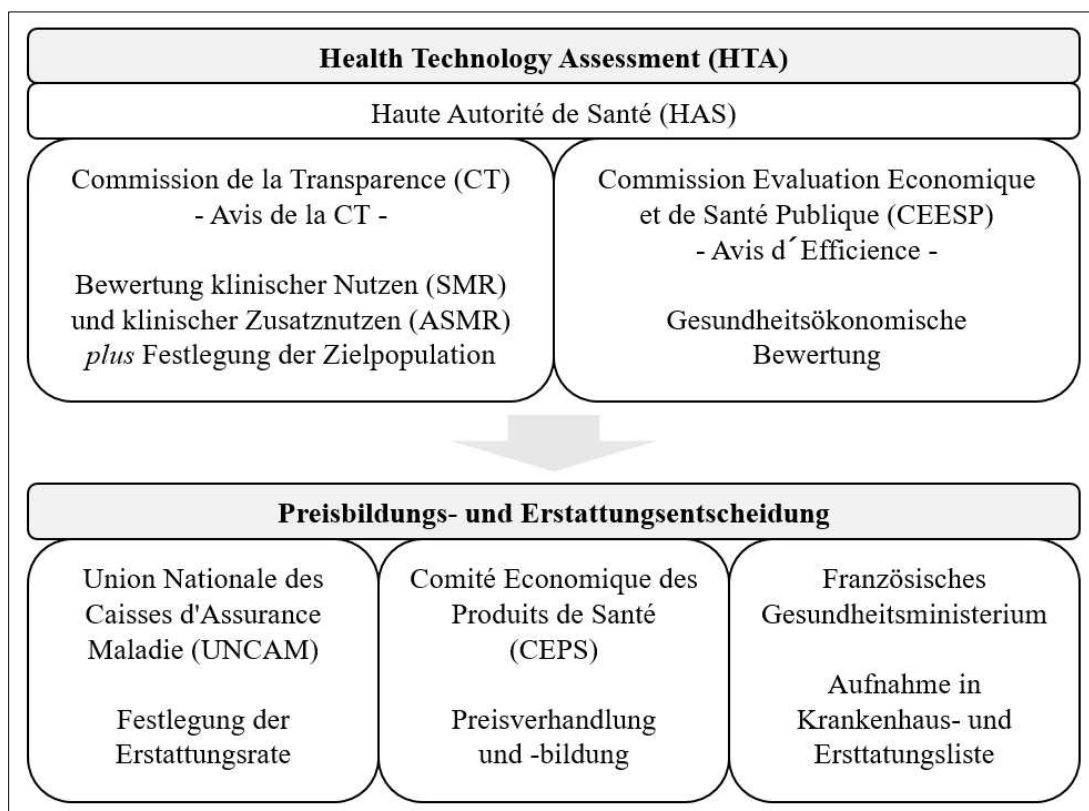 Health Technology Assessment (HTA)
Haute Autorité de Santé (HAS)
Commission de la Transparence (CT)
- Avis de la CT -
Bewertung klinischer Nutzen (SMR)
und klinischer Zusatznutzen (ASMR)
plus Festlegung der Zielpopulation
Commission Evaluation Economique
et de Santé Publique (CEESP)
- Avis d´Efficience -
Gesundheitsökonomische
Bewertung
Preisbildungs- und Erstattungsentscheidung
Union Nationale des
Caisses d'Assurance
Maladie (UNCAM)
Festlegung der
Erstattungsrate
Comité Economique des
Produits de Santé
(CEPS)
Preisverhandlung
und -bildung
Französisches
Gesundheitsministerium
Aufnahme in
Krankenhaus- und
Ersttatungsliste